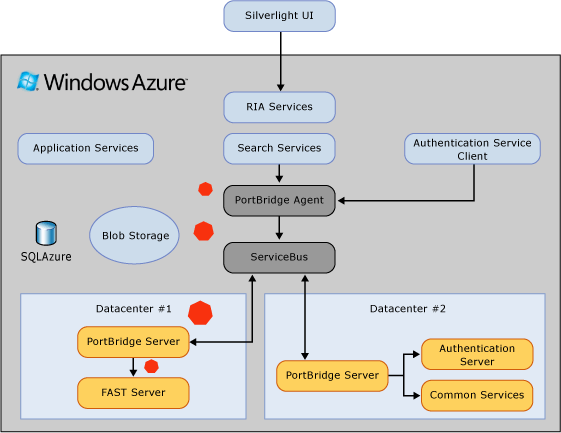 Silverlight UI
Windows Azure
RIA Services
Application Services
Search Services
Authentication Service
Client
PortBridge Agent
Blob Storage
SQLAzure
ServiceBus
Datacenter #1
Datacenter #2
PortBridge Server
FAST Server
PortBridge Server
Authentication
Server
Common Services